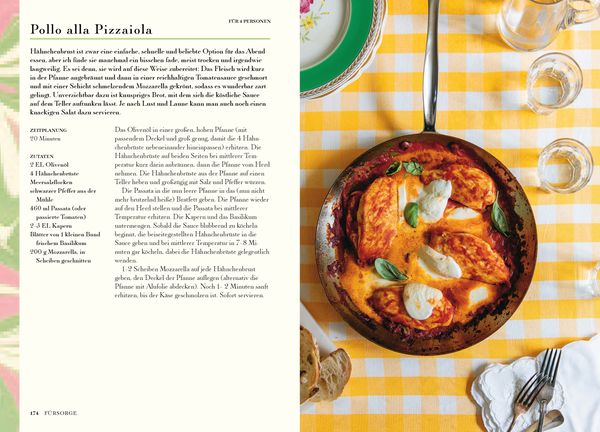 Pollo alla Pizzaiola
FÜR 4 PERSONEN
Hähnchenbrust ist zwar eine einfache, schnelle und beliebte Option für das Abend
essen, aber ich finde sie manchmal ein bisschen fade, meist trocken und irgendwie
langweilig. Es sei denn, sie wird auf diese Weise zubereitet: Das Fleisch wird kurz
in der Pfanne angebräunt und dann in einer reichhaltigen Tomatensauce geschmort
und mit einer Schicht schmelzendem Mozzarella gekrönt, sodass es wunderbar zart
gelingt. Unverzichtbar dazu ist knuspriges Brot, mit dem sich die köstliche Sauce
auf dem Teller auftunken lässt. Je nach Lust und Laune kann man auch noch einen
knackigen Salat dazu servieren.
ZEITPLANUNG
20 Minuten
ZUTATEN
2 EL Olivenöl
4 Hähnchenbrüste
Meersalzflocken
schwarzer Pfeffer aus der
Mühle
460 ml Passata (oder
passierte Tomaten)
2–3 EL Kapern
Blätter von 1 kleinen Bund
frischem Basilikum
200 g Mozzarella, in
Scheiben geschnitten
Das Olivenöl in einer großen, hohen Pfanne (mit
passendem Deckel und groß genug, damit die 4 Hähn-
chenbrüste nebeneinander hineinpassen) erhitzen. Die
Hähnchenbrüste auf beiden Seiten bei mittlerer Tem-
peratur kurz darin anbräunen, dann die Pfanne vom Herd
nehmen. Die Hähnchenbrüste aus der Pfanne auf einen
Teller heben und großzügig mit Salz und Pfeffer würzen.
Die Passata in die nun leere Pfanne in das (nun nicht
mehr brutzelnd heiße) Bratfett geben. Die Pfanne wieder
auf den Herd stellen und die Passata bei mittlerer
Temperatur erhitzen. Die Kapern und das Basilikum
untermengen. Sobald die Sauce blubbernd zu köcheln
beginnt, die beiseitegestellten Hähnchenbrüste in die
Sauce geben und bei mittlerer Temperatur in 7–8 Mi-
nuten gar köcheln, dabei die Hähnchenbrüste gelegentlich
wenden.
1–2 Scheiben Mozzarella auf jede Hähnchenbrust
geben, den Deckel der Pfanne auflegen (alternativ die
Pfanne mit Alufolie abdecken). Noch 1–2 Minuten sanft
erhitzen, bis der Käse geschmolzen ist. Sofort servieren.
174 FÜRSORGE